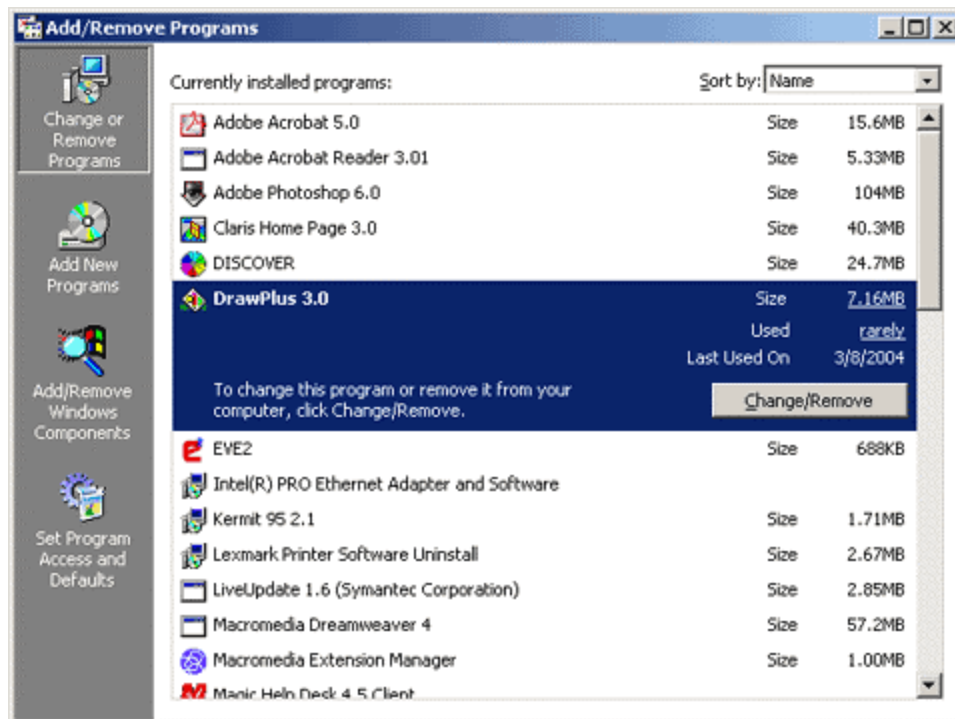 Add/Remove Programs
Change or
Remove
Programs
Add New
Programs
Add/Remove
Windows
Components
Set Program
Access and
Defaults
Currently installed programs:
Sort by: Name
Adobe Acrobat 5.0 Size 15.6MB
Adobe Acrobat Reader 3.01 Size 5.33MB
Adobe Photoshop 6.0 Size 104MB
Claris Home Page 3.0 Size 40.3MB
DISCOVER Size 24.7MB
DrawPlus 3.0 Size 7.16MB
Used rarely
Last Used On 3/8/2004
To change this program or remove it from your
computer, click Change/Remove.
Change/Remove
EVE2 Size 688KB
Intel(R) PRO Ethernet Adapter and Software
Kermit 95 2.1 Size 1.71MB
Lexmark Printer Software Uninstall Size 2.67MB
LiveUpdate 1.6 (Symantec Corporation) Size 2.85MB
Macromedia Dreamweaver 4 Size 57.2MB
Macromedia Extension Manager Size 1.00MB
Magic Help Desk 4.5 Client